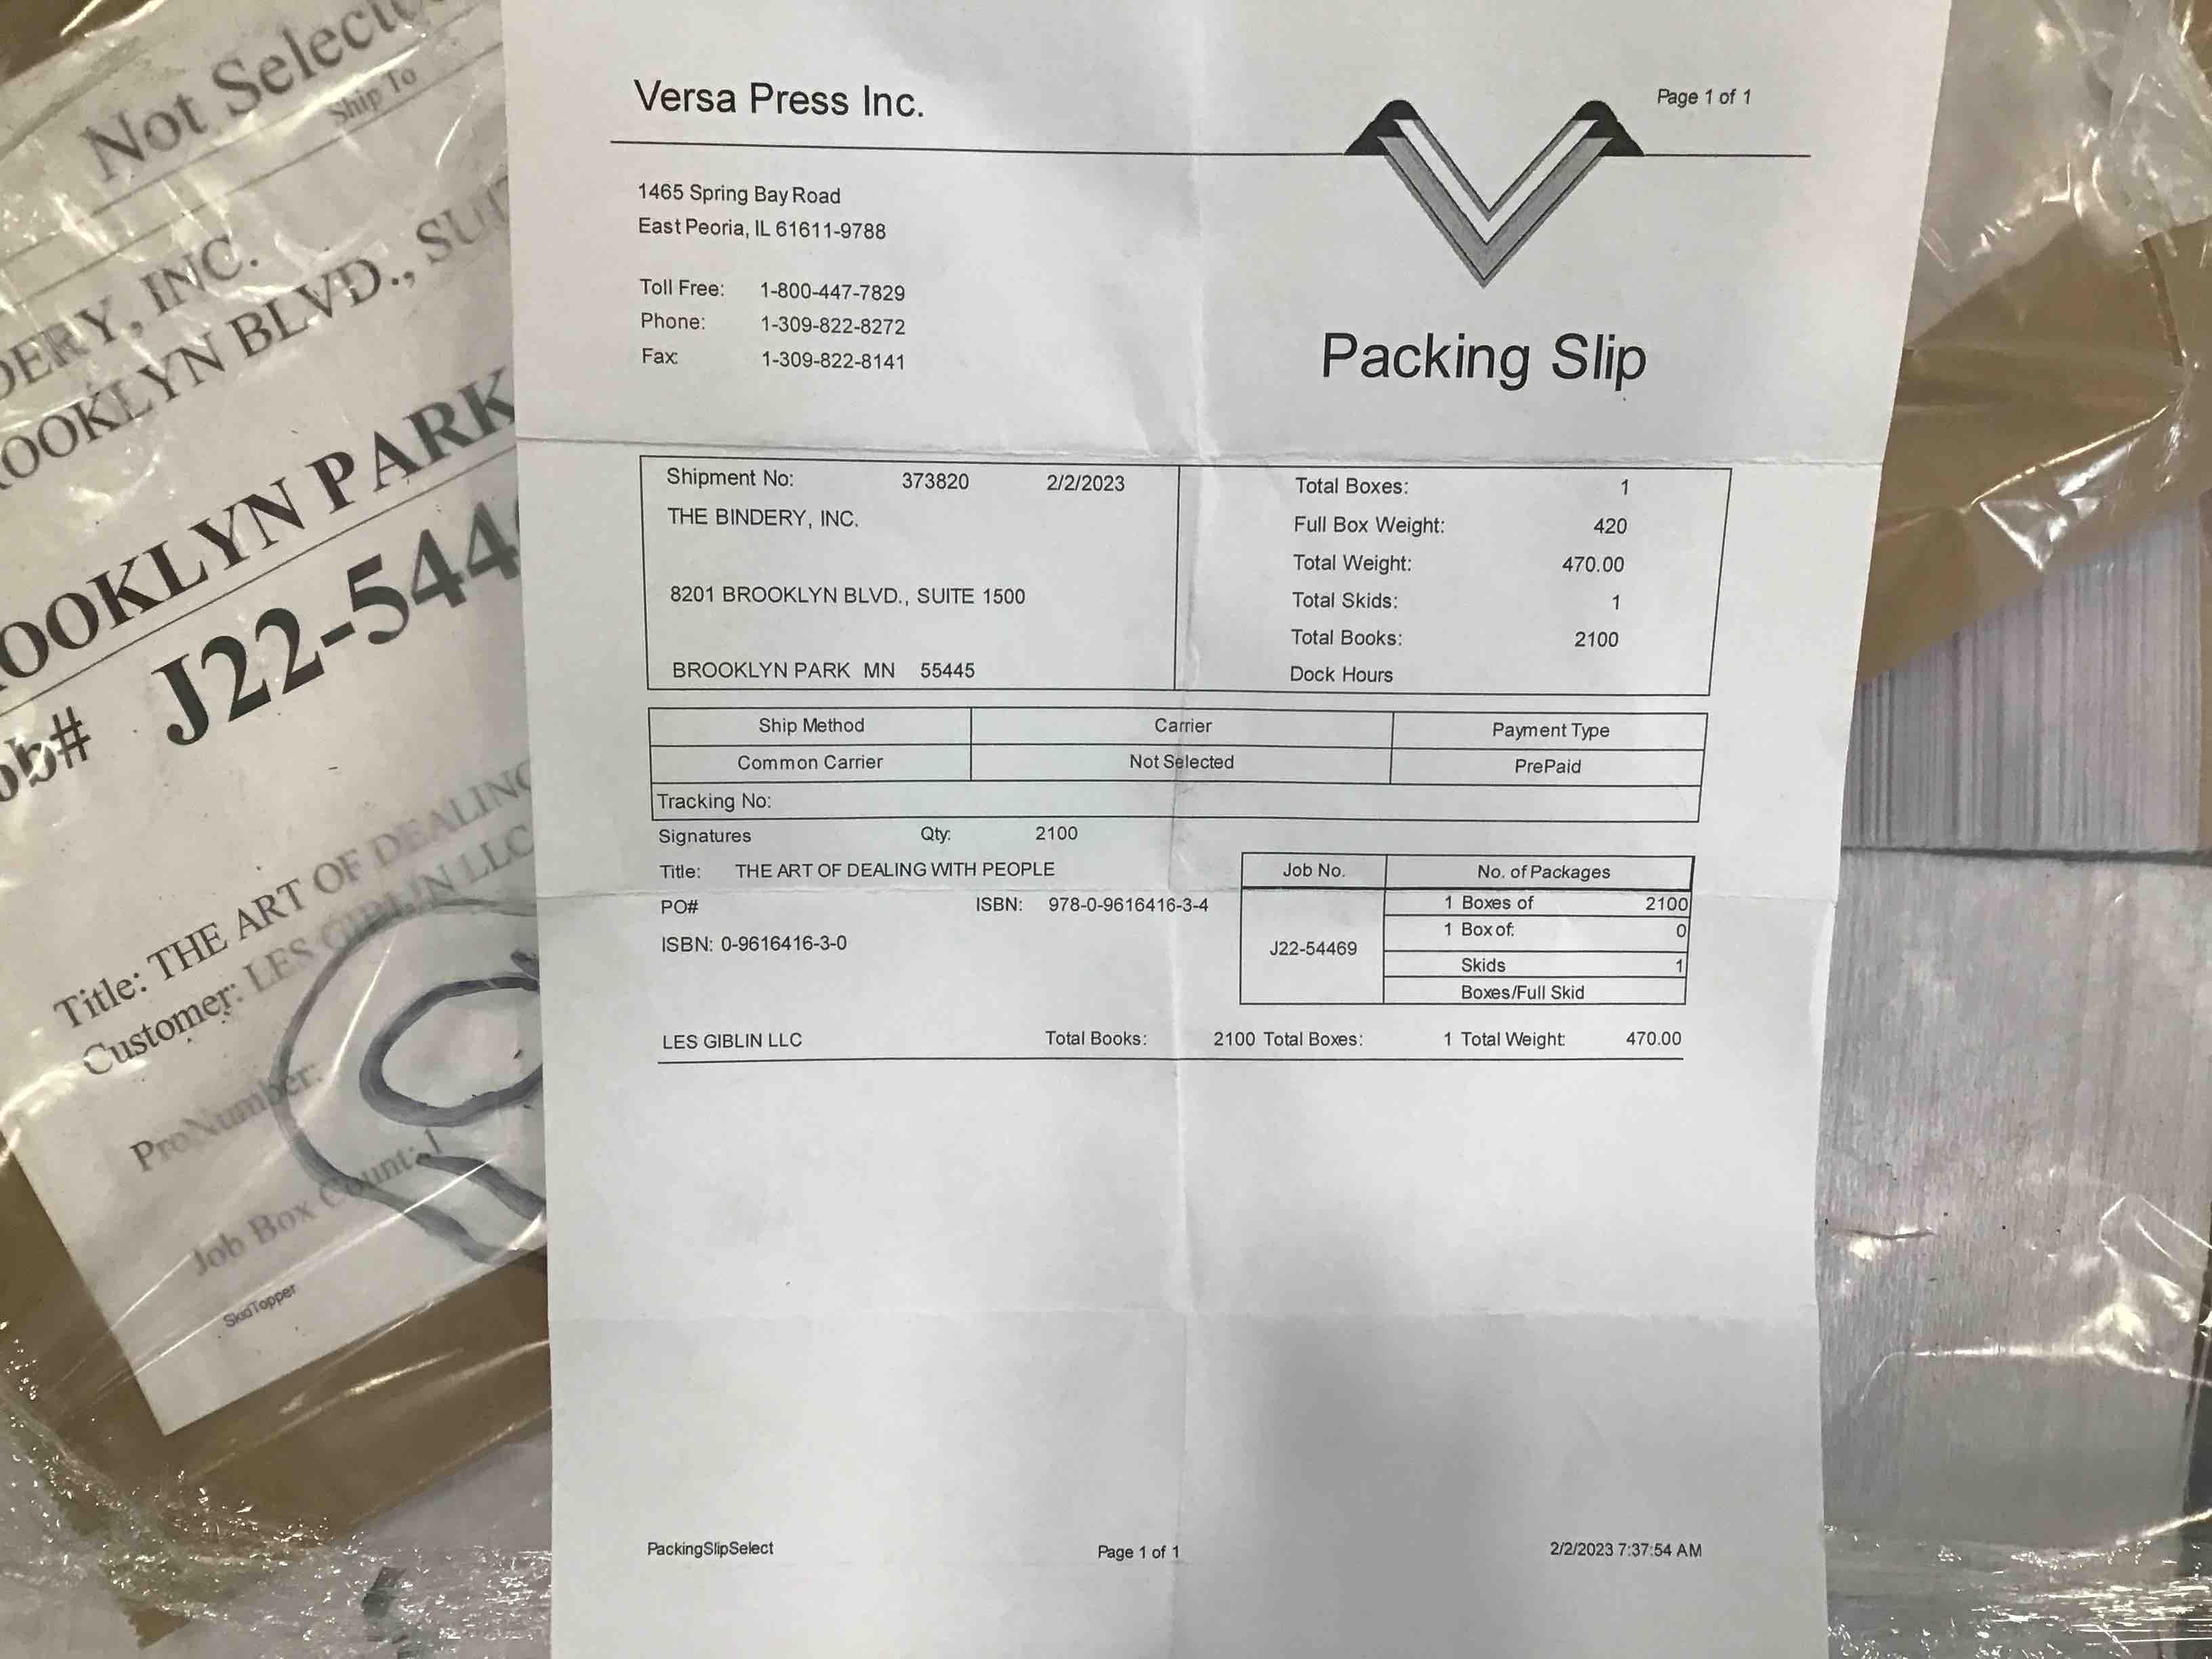 Not
Ship To
INC.
BLVD.,
PARK
J22-544
Title: THE ART OF DEALING
Customer: LES GIBLIN LLC
ProNumber:
Job Box Count: 1
SkidTopper
Versa Press Inc.
Page 1 of 1
1465 Spring Bay Road
East Peoria, IL 61611-9788
Toll Free: 1-800-447-7829
Phone: 1-309-822-8272
Fax: 1-309-822-8141
Packing Slip
Shipment No: 373820 2/2/2023
THE BINDERY, INC.
8201 BROOKLYN BLVD., SUITE 1500
BROOKLYN PARK MN 55445
Total Boxes: 1
Full Box Weight: 420
Total Weight: 470.00
Total Skids: 1
Total Books: 2100
Dock Hours
Ship Method Carrier Payment Type
Common Carrier Not Selected PrePaid
Tracking No:
Signatures Qty: 2100
Title: THE ART OF DEALING WITH PEOPLE
PO# ISBN: 978-0-9616416-3-4
ISBN: 0-9616416-3-0
Job No. No. of Packages
J22-54469
1 Boxes of 2100
1 Box of: 0
Skids 1
Boxes/Full Skid
LES GIBLIN LLC Total Books: 2100 Total Boxes: 1 Total Weight: 470.00
PackingSlipSelect Page 1 of 1 2/2/2023 7:37:54 AM